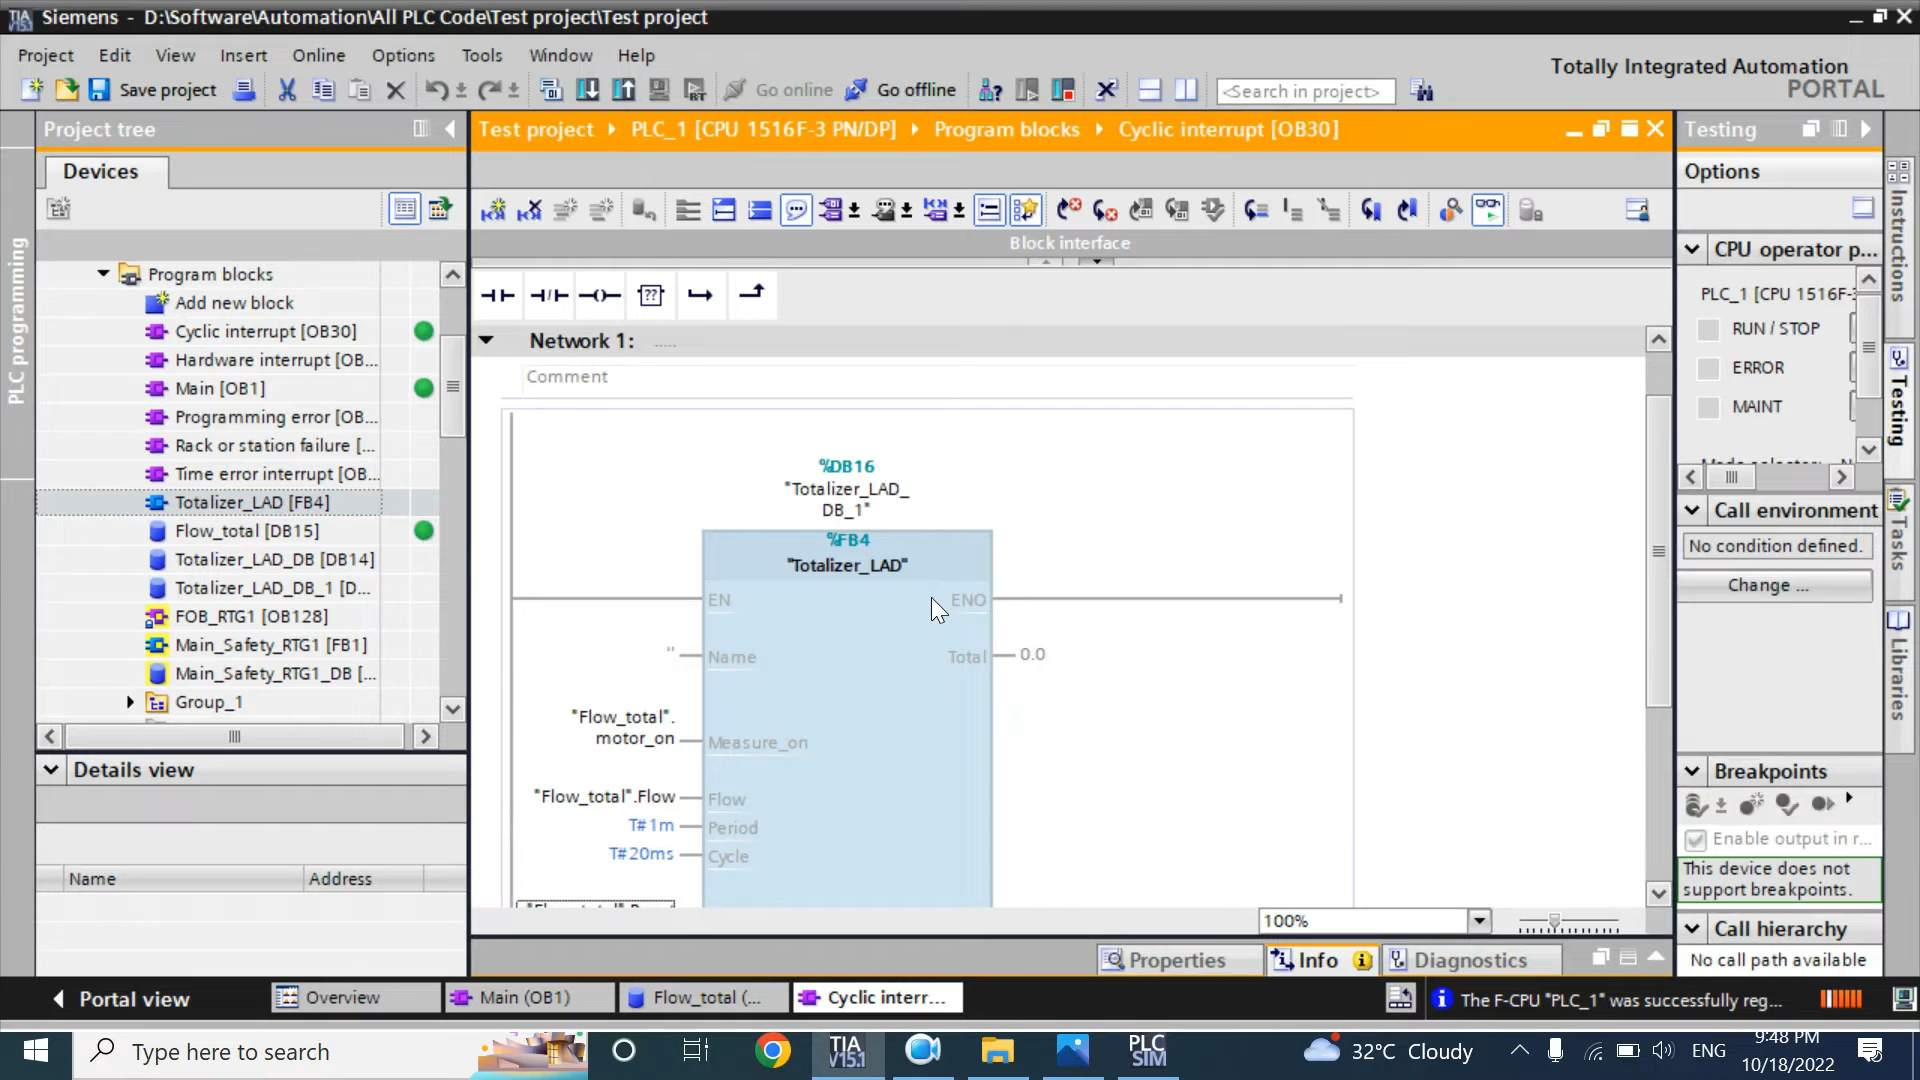 TIA V15.1 Siemens - D:\Software\Automation\All PLC Code\Test project\Test project
Project Edit View Insert Online Options Tools Window Help
Totally Integrated Automation
PORTAL
Save project
Go online
Go offline
<Search in project>
Project tree
Test project
PLC_1 [CPU 1516F-3 PN/DP]
Program blocks
Cyclic interrupt [OB30]
Testing
Devices
Options
Block interface
CPU operator p...
PLC_1 [CPU 1516F-
RUN / STOP
ERROR
MAINT
Program blocks
Add new block
Cyclic interrupt [OB30]
Hardware interrupt [OB...
Main [OB1]
Programming error [OB...
Rack or station failure [...
Time error interrupt [OB...
Totalizer_LAD [FB4]
Flow_total [DB15]
Totalizer_LAD_DB [DB14]
Totalizer_LAD_DB_1 [D...
FOB_RTG1 [OB128]
Main_Safety_RTG1 [FB1]
Main_Safety_RTG1_DB [...
Group_1
PLC programming
??
Network 1: .....
Comment
%DB16
"Totalizer_LAD_
DB_1"
%FB4
"Totalizer_LAD"
EN
ENO
''
Name
Total
0.0
"Flow_total".
motor_on
Measure_on
"Flow_total".Flow
Flow
T#1m
Period
T#20ms
Cycle
100%
Call environment
No condition defined.
Change ...
Breakpoints
Enable output in r...
This device does not
support breakpoints.
Call hierarchy
No call path available
Instructions
Testing
Tasks
Libraries
Details view
Name
Address
Properties
Info
Diagnostics
Portal view
Overview
Main (OB1)
Flow_total (...
Cyclic interr...
The F-CPU "PLC_1" was successfully reg...
Type here to search
TIA
V15.1
PLC
SIM
32°C Cloudy
ENG
9:48 PM
10/18/2022